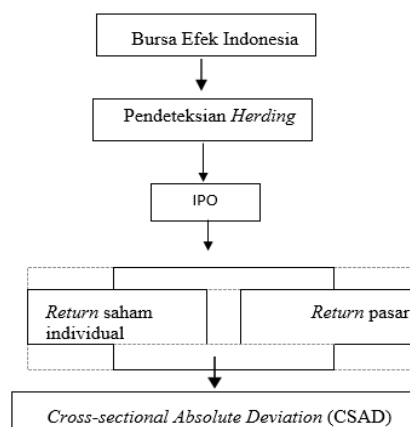 Bursa Efek Indonesia
Pendeteksian Herding
IPO
Return saham
individual
Return pasar
Cross-sectional Absolute Deviation (CSAD)